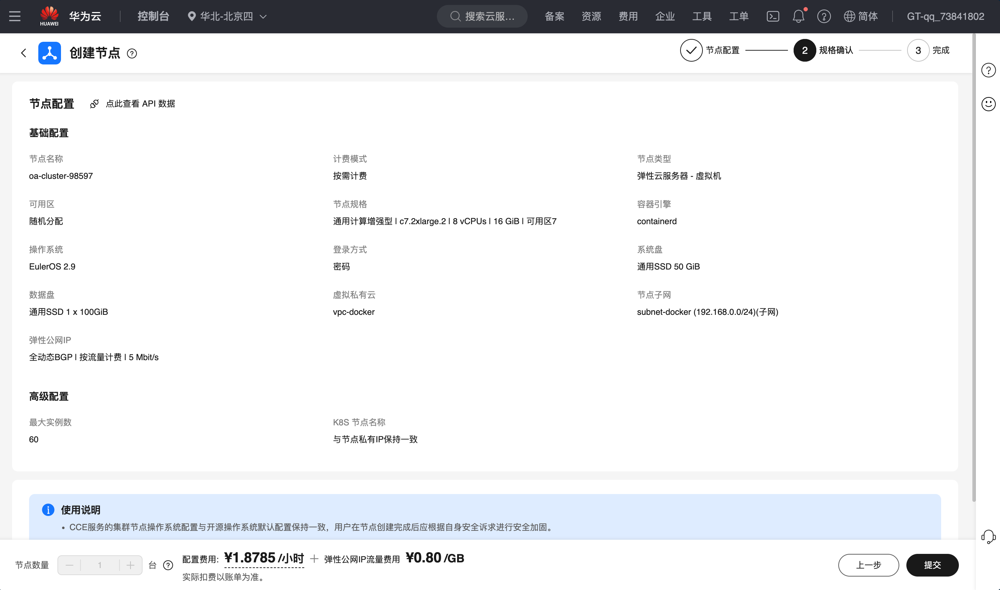 HUAWEI 华为云 控制台 华北-北京四 搜索云服... 备案 资源 费用 企业 工具 工单 简体 GT-qq_73841802
创建节点 节点配置 2 规格确认 3 完成
节点配置 点此查看 API 数据
基础配置
节点名称 计费模式 节点类型
oa-cluster-98597 按需计费 弹性云服务器 - 虚拟机
可用区 节点规格 容器引擎
随机分配 通用计算增强型 | c7.2xlarge.2 | 8 vCPUs | 16 GiB | 可用区7 containerd
操作系统 登录方式 系统盘
EulerOS 2.9 密码 通用SSD 50 GiB
数据盘 虚拟私有云 节点子网
通用SSD 1 x 100GiB vpc-docker subnet-docker (192.168.0.0/24)(子网)
弹性公网IP
全动态BGP | 按流量计费 | 5 Mbit/s
高级配置
最大实例数 K8S 节点名称
60 与节点私有IP保持一致
使用说明
• CCE服务的集群节点操作系统配置与开源操作系统默认配置保持一致，用户在节点创建完成后应根据自身安全诉求进行安全加固。
节点数量 1 台 配置费用: ¥1.8785 /小时 + 弹性公网IP流量费用 ¥0.80 /GB 上一步 提交
实际扣费以账单为准。